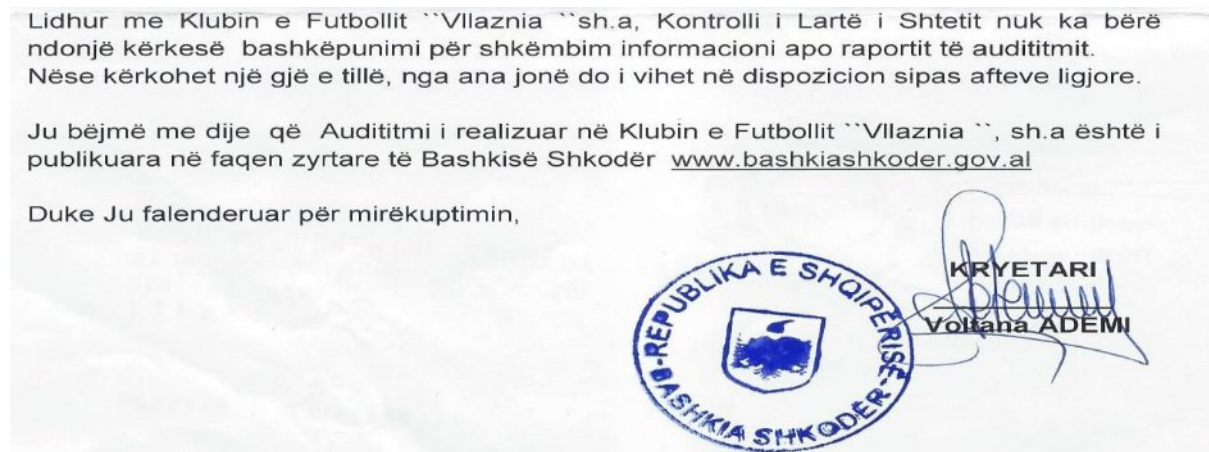 Lidhur me Klubin e Futbollit ``Vllaznia ``sh.a, Kontrolli i Lartë i Shtetit nuk ka bërë
ndonjë kërkesë bashkëpunimi për shkëmbim informacioni apo raportit të audititmit.
Nëse kërkohet një gjë e tillë, nga ana jonë do i vihet në dispozicion sipas afteve ligjore.
Ju bëjmë me dije që Audititmi i realizuar në Klubin e Futbollit ``Vllaznia ``, sh.a është i
publikuara në faqen zyrtare të Bashkisë Shkodër www.bashkiashkoder.gov.al
Duke Ju falenderuar për mirëkuptimin,
KRYETARI
Voltana ADEMI
-REPUBLIKA E SHQIPËRISË-
BASHKIA SHKODËR